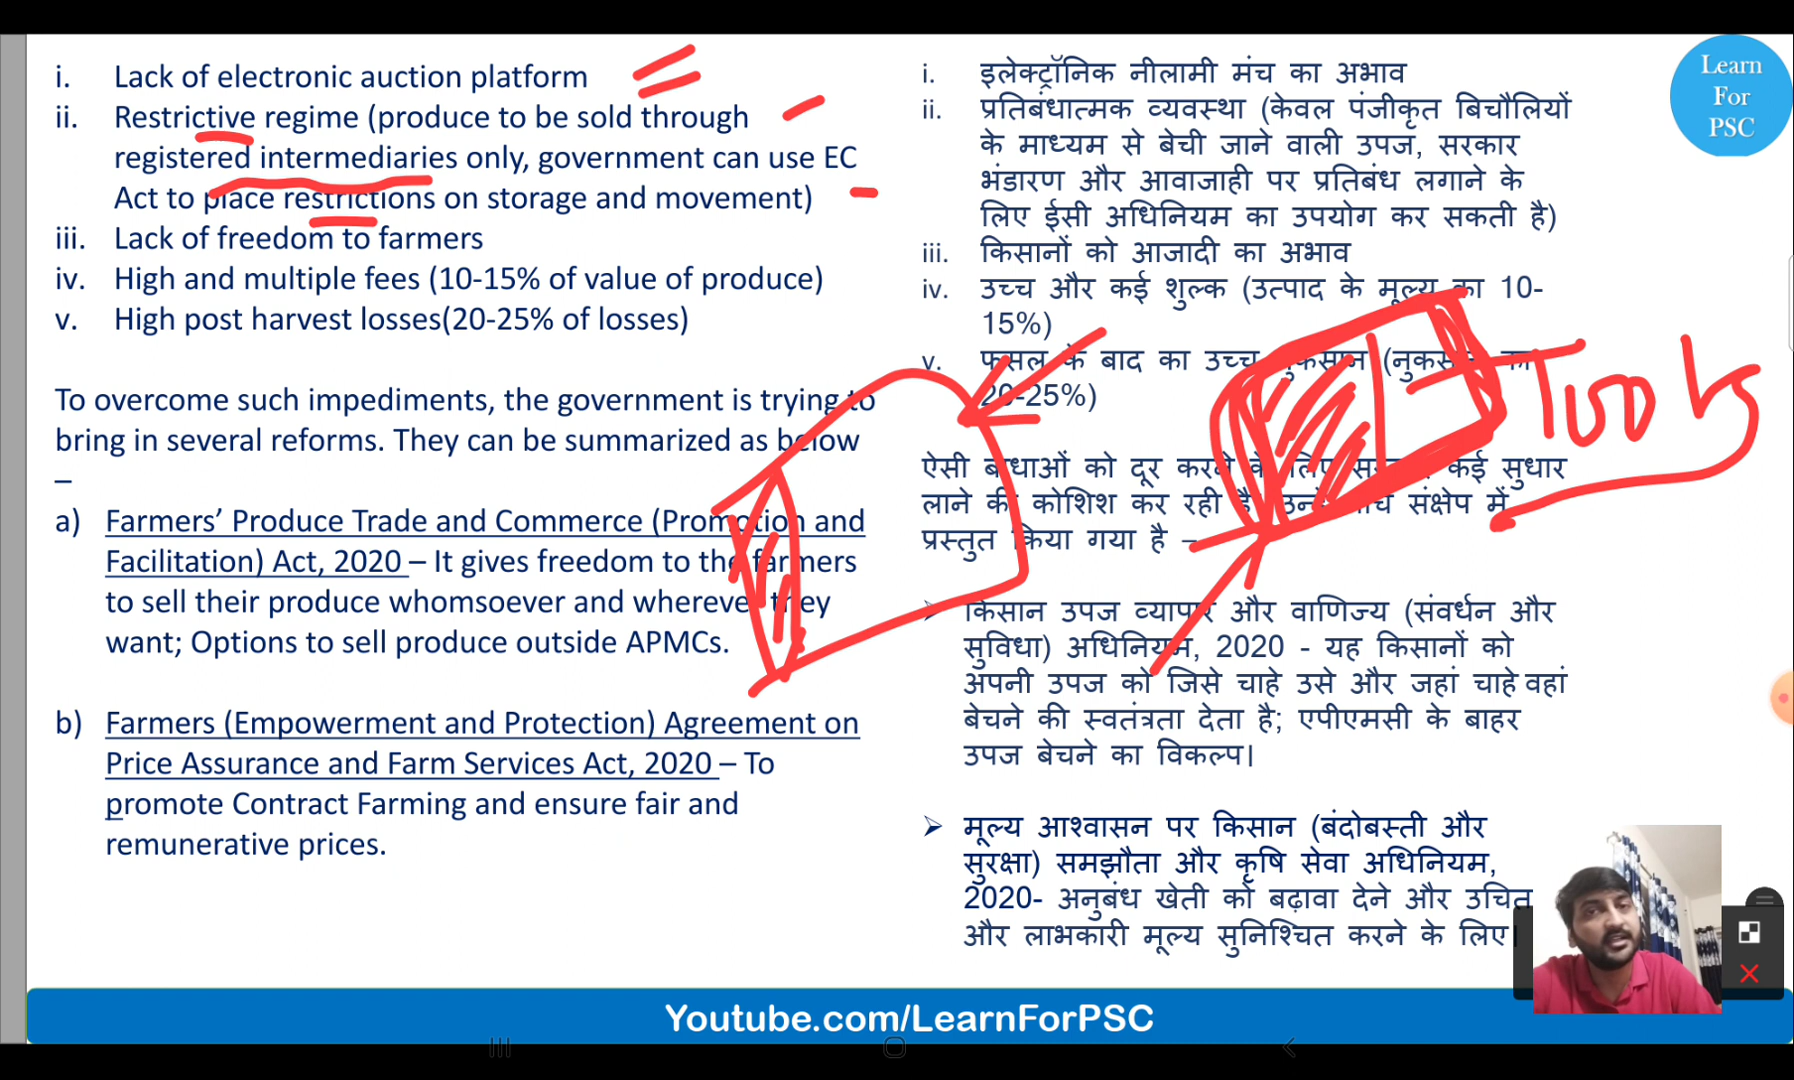 i. Lack of electronic auction platform
ii. Restrictive regime (produce to be sold through
registered intermediaries only, government can use EC
Act to place restrictions on storage and movement)
iii. Lack of freedom to farmers
iv. High and multiple fees (10-15% of value of produce)
v. High post harvest losses(20-25% of losses)
To overcome such impediments, the government is trying to
bring in several reforms. They can be summarized as below
–
a) Farmers’ Produce Trade and Commerce (Promotion and
Facilitation) Act, 2020 – It gives freedom to the farmers
to sell their produce whomsoever and wherever they
want; Options to sell produce outside APMCs.
b) Farmers (Empowerment and Protection) Agreement on
Price Assurance and Farm Services Act, 2020 – To
promote Contract Farming and ensure fair and
remunerative prices.
i. इलेक्ट्रॉनिक नीलामी मंच का अभाव
ii. प्रतिबंधात्मक व्यवस्था (केवल पंजीकृत बिचौलियों
के माध्यम से बेची जाने वाली उपज, सरकार
भंडारण और आवाजाही पर प्रतिबंध लगाने के
लिए ईसी अधिनियम का उपयोग कर सकती है)
iii. किसानों को आजादी का अभाव
iv. उच्च और कई शुल्क (उत्पाद के मूल्य का 10-
15%)
v. फसल के बाद का उच्च नुकसान (नुकसान का
20-25%)
ऐसी बाधाओं को दूर करने के लिए सरकार कई सुधार
लाने की कोशिश कर रही है। उन्हें नीचे संक्षेप में
प्रस्तुत किया गया है –
➢ किसान उपज व्यापार और वाणिज्य (संवर्धन और
सुविधा) अधिनियम, 2020 - यह किसानों को
अपनी उपज को जिसे चाहे उसे और जहां चाहे वहां
बेचने की स्वतंत्रता देता है; एपीएमसी के बाहर
उपज बेचने का विकल्प।
➢ मूल्य आश्वासन पर किसान (बंदोबस्ती और
सुरक्षा) समझौता और कृषि सेवा अधिनियम,
2020- अनुबंध खेती को बढ़ावा देने और उचित
और लाभकारी मूल्य सुनिश्चित करने के लिए।
Learn
For
PSC
Youtube.com/LearnForPSC